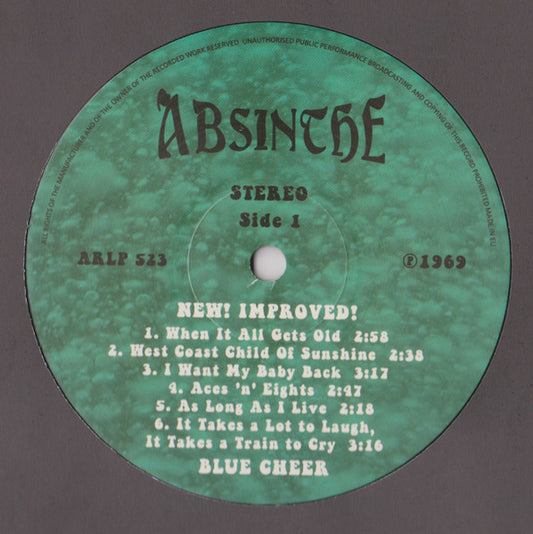 ALL RIGHTS OF THE MANUFACTURER AND OF THE OWNER OF THE RECORDED WORK RESERVED UNAUTHORISED PUBLIC PERFORMANCE BROADCASTING AND COPYING OF THIS RECORD PROHIBITED MADE IN EU
ABSINTHE
STEREO
Side 1
ARLP 523
℗1969
NEW! IMPROVED!
1. When It All Gets Old 2:58
2. West Coast Child Of Sunshine 2:38
3. I Want My Baby Back 3:17
4. Aces 'n' Eights 2:47
5. As Long As I Live 2:18
6. It Takes a Lot to Laugh,
It Takes a Train to Cry 3:16
BLUE CHEER